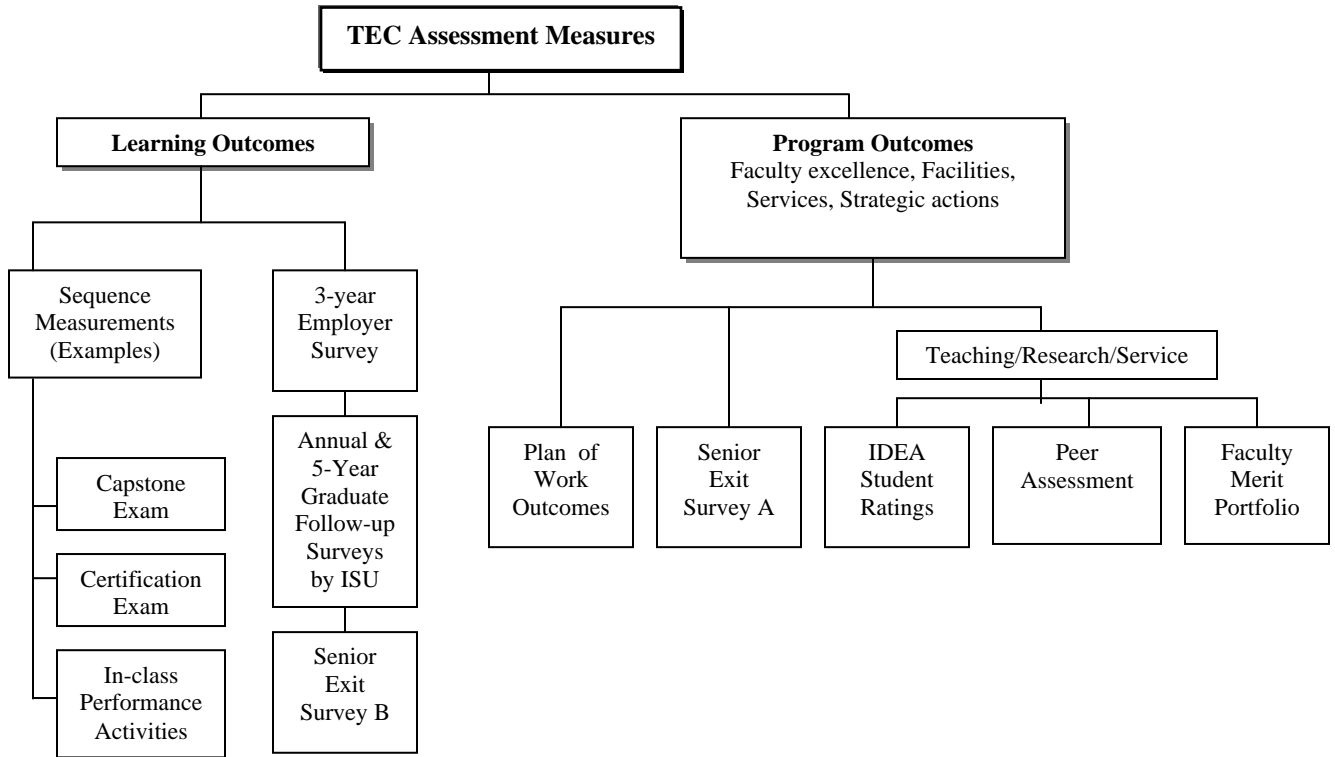 TEC Assessment Measures
Learning Outcomes
Program Outcomes
Faculty excellence, Facilities,
Services, Strategic actions
Sequence
Measurements
(Examples)
3-year
Employer
Survey
Teaching/Research/Service
Annual &
5-Year
Graduate
Follow-up
Surveys
by ISU
Plan of
Work
Outcomes
Senior
Exit
Survey A
IDEA
Student
Ratings
Peer
Assessment
Faculty
Merit
Portfolio
Capstone
Exam
Certification
Exam
In-class
Performance
Activities
Senior
Exit
Survey B